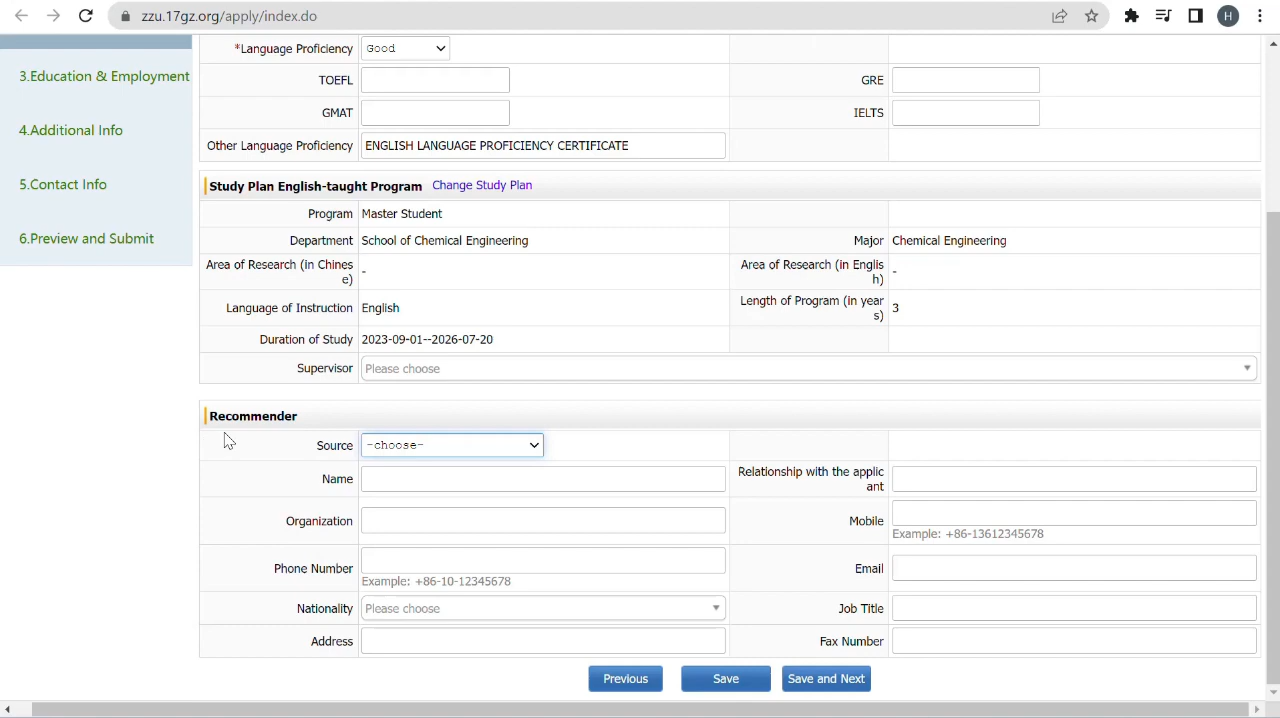 zzu.17gz.org/apply/index.do
H
3.Education & Employment
4.Additional Info
5.Contact Info
6.Preview and Submit
*Language Proficiency Good
TOEFL GRE
GMAT IELTS
Other Language Proficiency ENGLISH LANGUAGE PROFICIENCY CERTIFICATE
Study Plan English-taught Program Change Study Plan
Program Master Student
Department School of Chemical Engineering Major Chemical Engineering
Area of Research (in Chines
e) -
Area of Research (in Englis
h) -
Language of Instruction English
Length of Program (in year
s) 3
Duration of Study 2023-09-01--2026-07-20
Supervisor Please choose
Recommender
Source -choose-
Name
Relationship with the applic
ant
Organization Mobile
Example: +86-13612345678
Phone Number Email
Example: +86-10-12345678
Nationality Please choose Job Title
Address Fax Number
Previous Save Save and Next